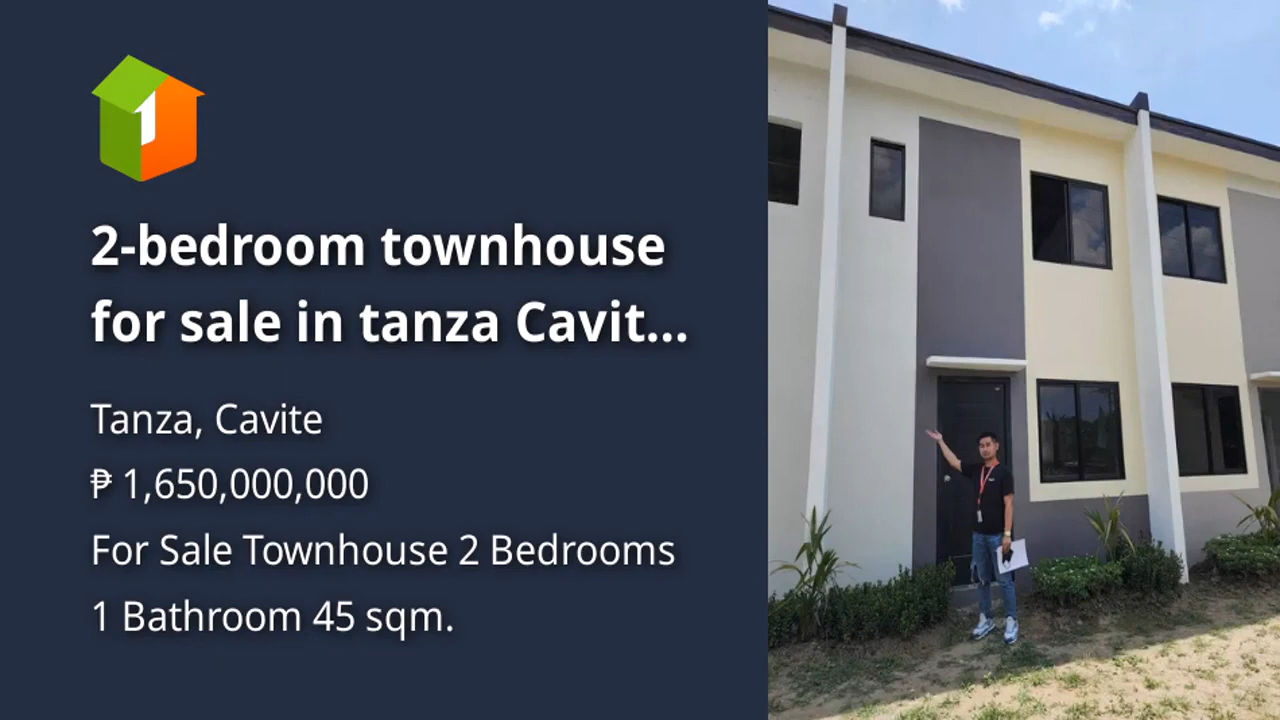 1
2-bedroom townhouse
for sale in tanza Cavit...
Tanza, Cavite
₱ 1,650,000,000
For Sale Townhouse 2 Bedrooms
1 Bathroom 45 sqm.